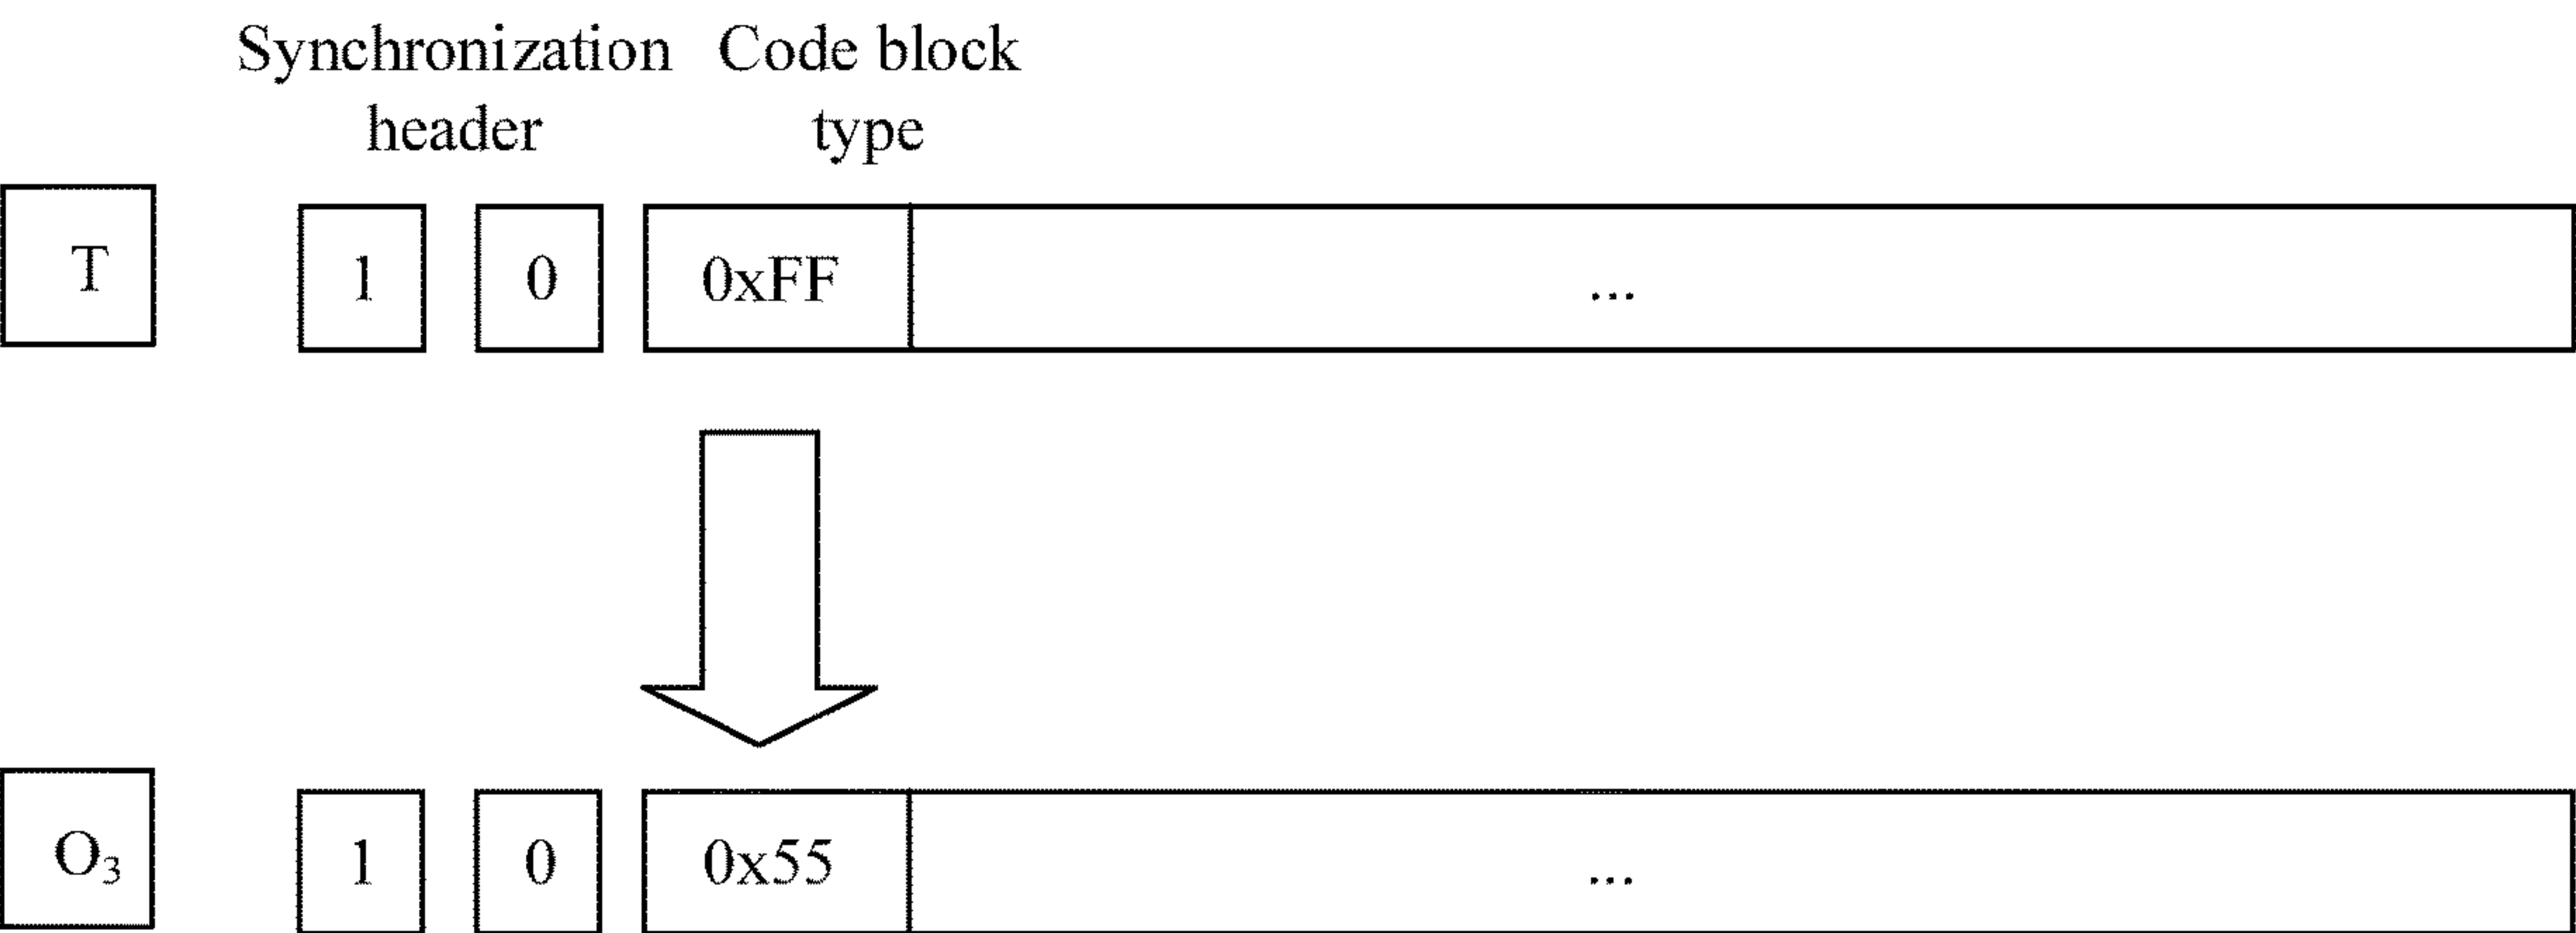 Synchronization header
Code block type
T 1 0 0xFF ...
O₃ 1 0 0x55 ...